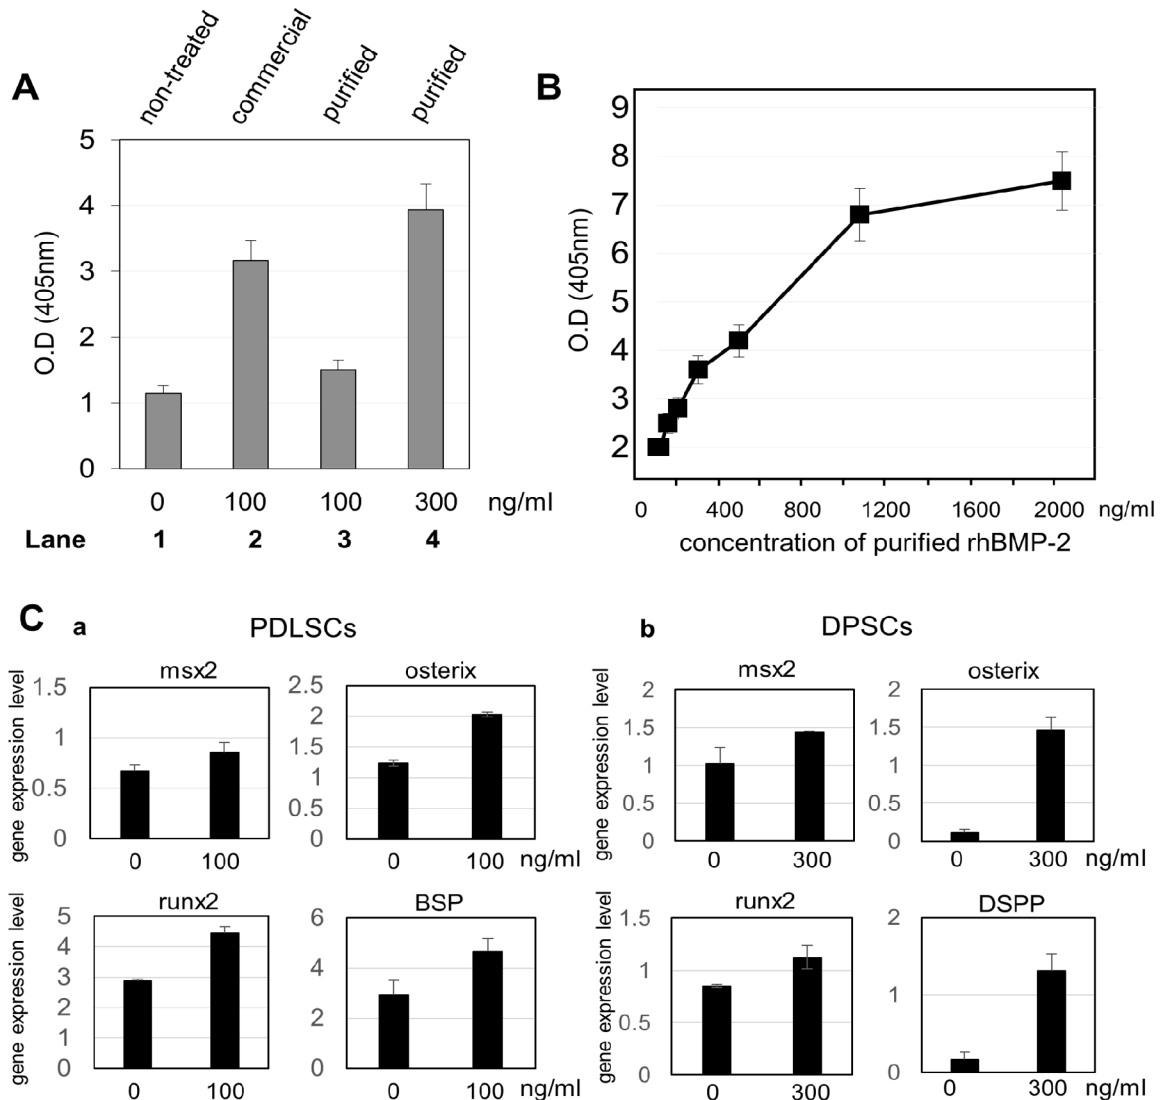 A
non-treated
commercial
purified
purified
O.D (405nm)
5
4
3
2
1
0
0 100 100 300 ng/ml
Lane 1 2 3 4
B
O.D (405nm)
9
8
7
6
5
4
3
2
0 400 800 1200 1600 2000 ng/ml
concentration of purified rhBMP-2
C
a PDLSCs
msx2
gene expression level
1.5
1
0.5
0
0 100
osterix
2.5
2
1.5
1
0.5
0
0 100 ng/ml
runx2
gene expression level
5
4
3
2
1
0
0 100
BSP
6
4
2
0
0 100 ng/ml
b DPSCs
msx2
gene expression level
2
1.5
1
0.5
0
0 300
osterix
2
1.5
1
0.5
0
0 300 ng/ml
runx2
gene expression level
1.5
1
0.5
0
0 300
DSPP
2
1
0
0 300 ng/ml